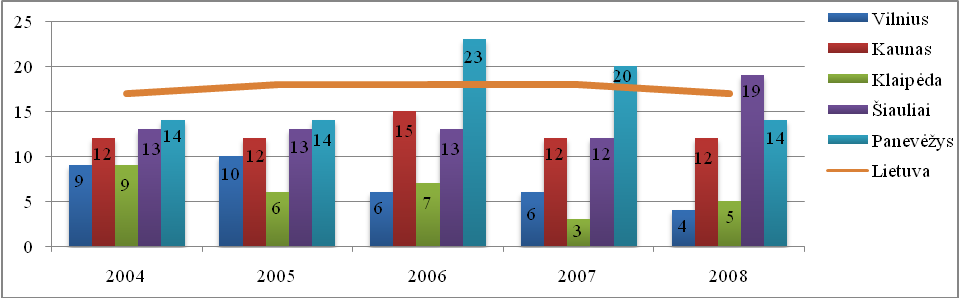 25
20
15
10
5
0
9 12 9 13 14
10 12 6 13 14
6 15 7 13 23
6 12 3 12 20
4 12 5 19 14
2004 2005 2006 2007 2008
Vilnius
Kaunas
Klaipėda
Šiauliai
Panevėžys
Lietuva